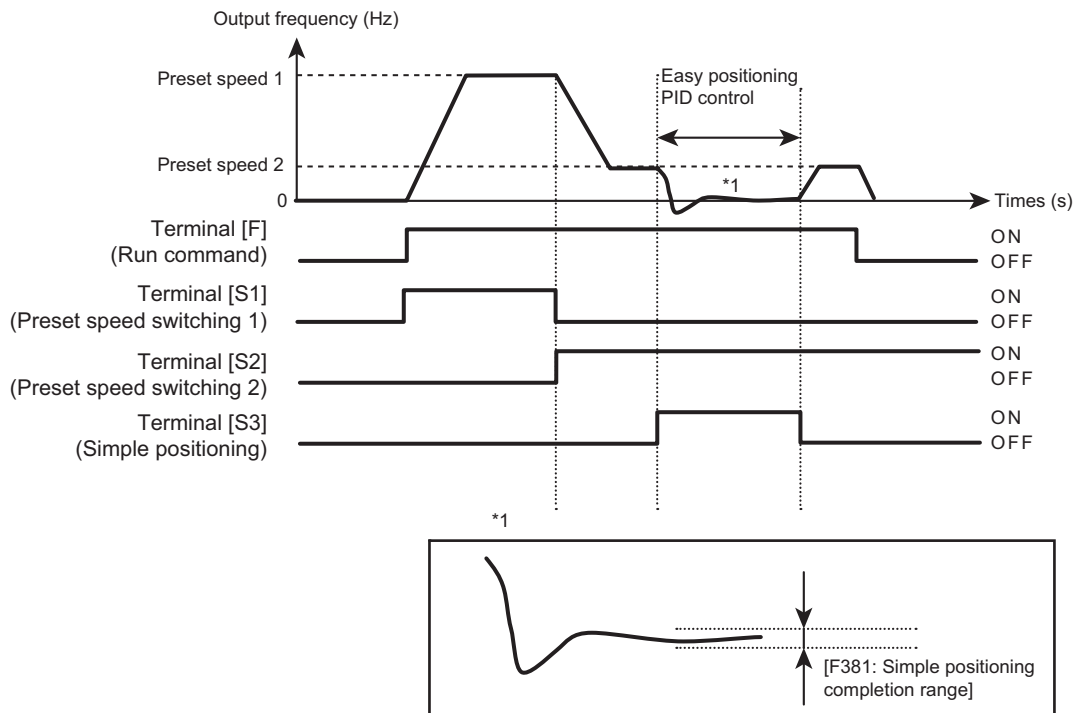 Output frequency (Hz)
Preset speed 1
Easy positioning
PID control
Preset speed 2
*1
0
Times (s)
Terminal [F]
(Run command)
ON
OFF
Terminal [S1]
(Preset speed switching 1)
ON
OFF
Terminal [S2]
(Preset speed switching 2)
ON
OFF
Terminal [S3]
(Simple positioning)
ON
OFF
*1
[F381: Simple positioning
completion range]